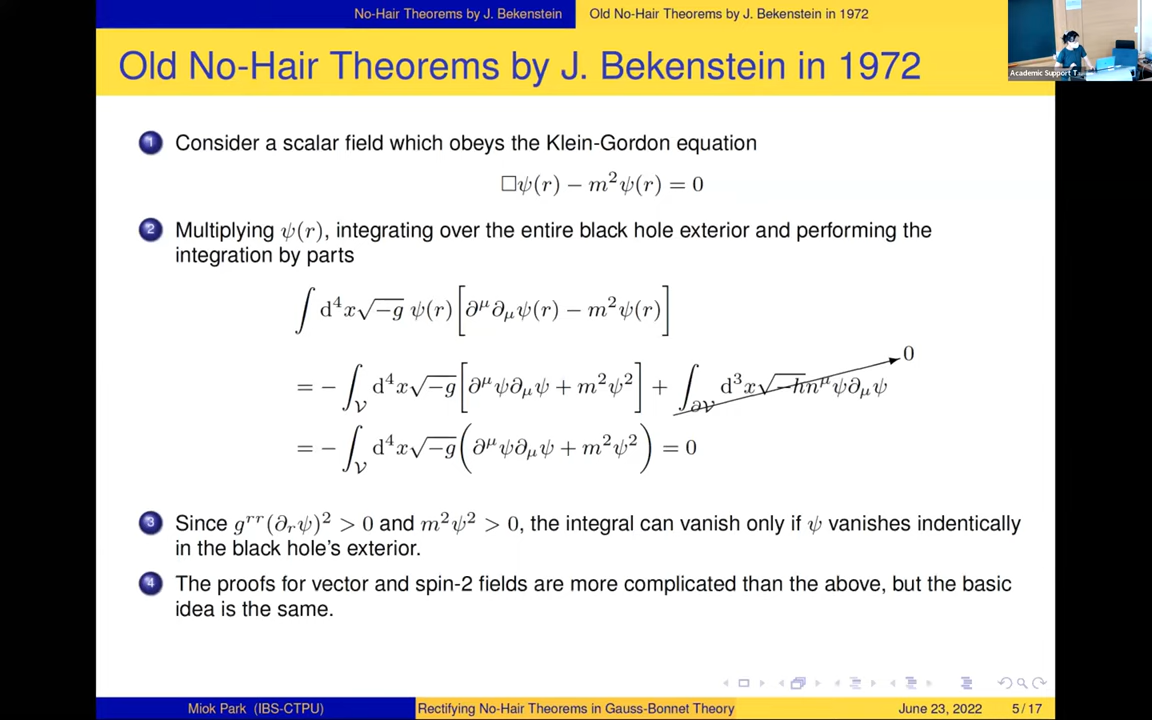 No-Hair Theorems by J. Bekenstein
Old No-Hair Theorems by J. Bekenstein in 1972
Old No-Hair Theorems by J. Bekenstein in 1972
Academic Support T
1 Consider a scalar field which obeys the Klein-Gordon equation
□ψ(r) − m²ψ(r) = 0
2 Multiplying ψ(r), integrating over the entire black hole exterior and performing the
integration by parts
∫ d⁴x√−g ψ(r)[∂^μ∂_μψ(r) − m²ψ(r)]
= − ∫_𝒱 d⁴x√−g[∂^μψ∂_μψ + m²ψ²] + ∫_∂𝒱 d³x√−h n^μψ∂_μψ 0
= − ∫_𝒱 d⁴x√−g(∂^μψ∂_μψ + m²ψ²) = 0
3 Since g^{rr}(∂_rψ)² > 0 and m²ψ² > 0, the integral can vanish only if ψ vanishes indentically
in the black hole's exterior.
4 The proofs for vector and spin-2 fields are more complicated than the above, but the basic
idea is the same.
Miok Park (IBS-CTPU)
Rectifying No-Hair Theorems in Gauss-Bonnet Theory
June 23, 2022
5 / 17